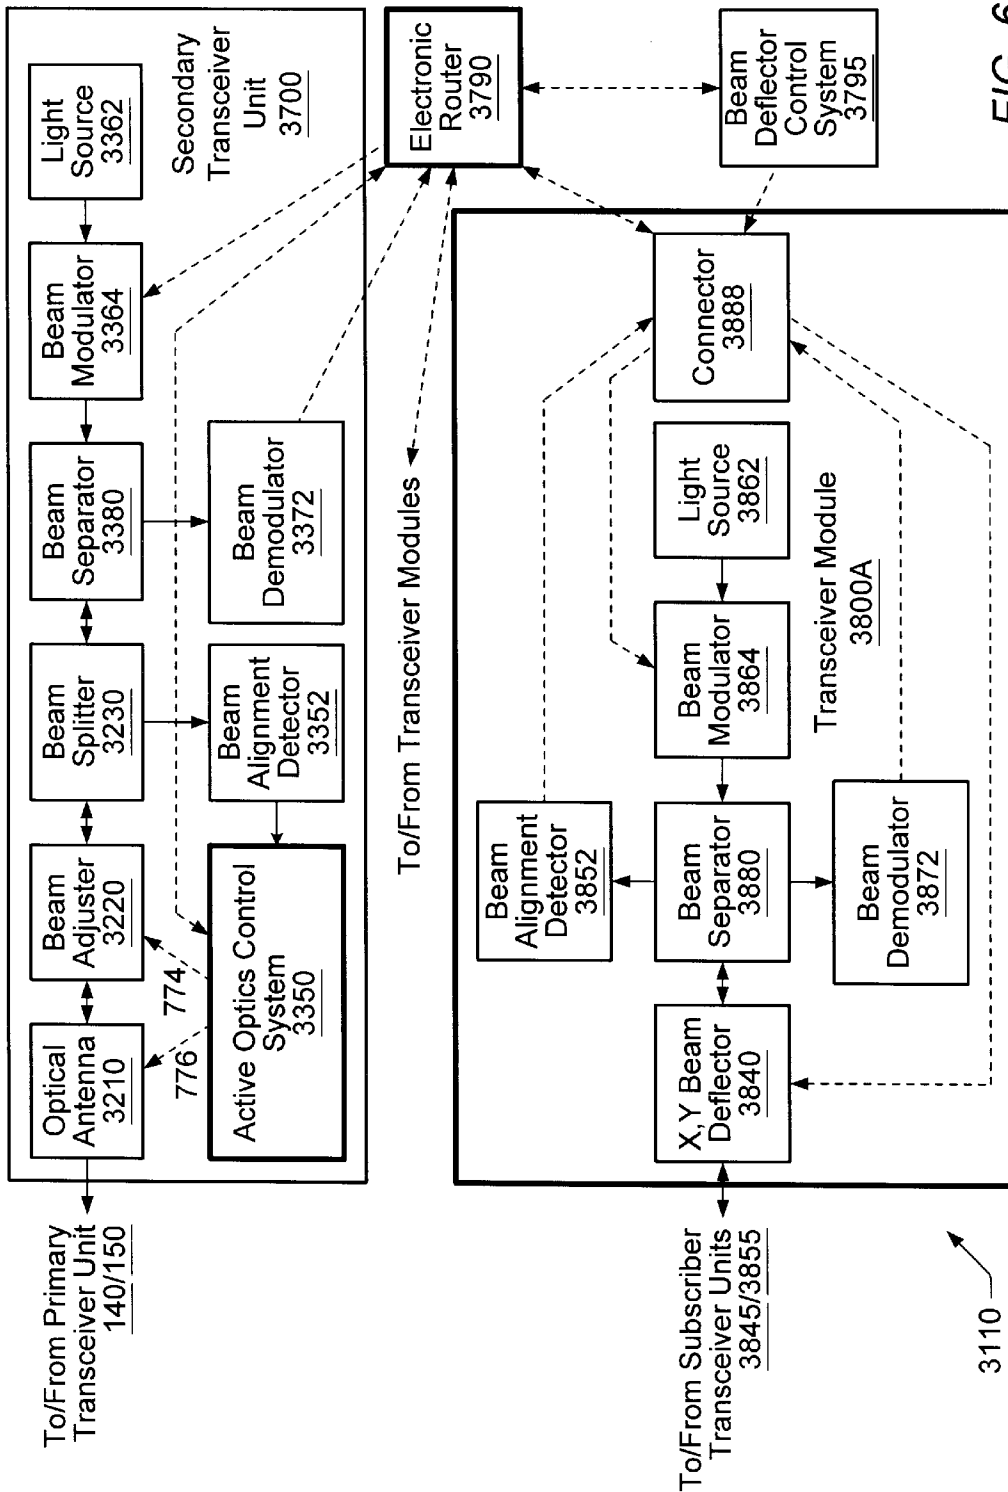 To/From Primary
Transceiver Unit
140/150
Optical
Antenna
3210
Beam
Adjuster
3220
Beam
Splitter
3230
Beam
Separator
3380
Beam
Modulator
3364
Light
Source
3362
776
774
Active Optics Control
System
3350
Beam
Alignment
Detector
3352
Beam
Demodulator
3372
Secondary
Transceiver
Unit
3700
To/From Transceiver Modules
Electronic
Router
3790
Beam
Deflector
Control
System
3795
To/From Subscriber
Transceiver Units
3845/3855
X,Y Beam
Deflector
3840
Beam
Alignment
Detector
3852
Beam
Separator
3880
Beam
Demodulator
3872
Beam
Modulator
3864
Light
Source
3862
Connector
3888
Transceiver Module
3800A
3110
FIG. 6